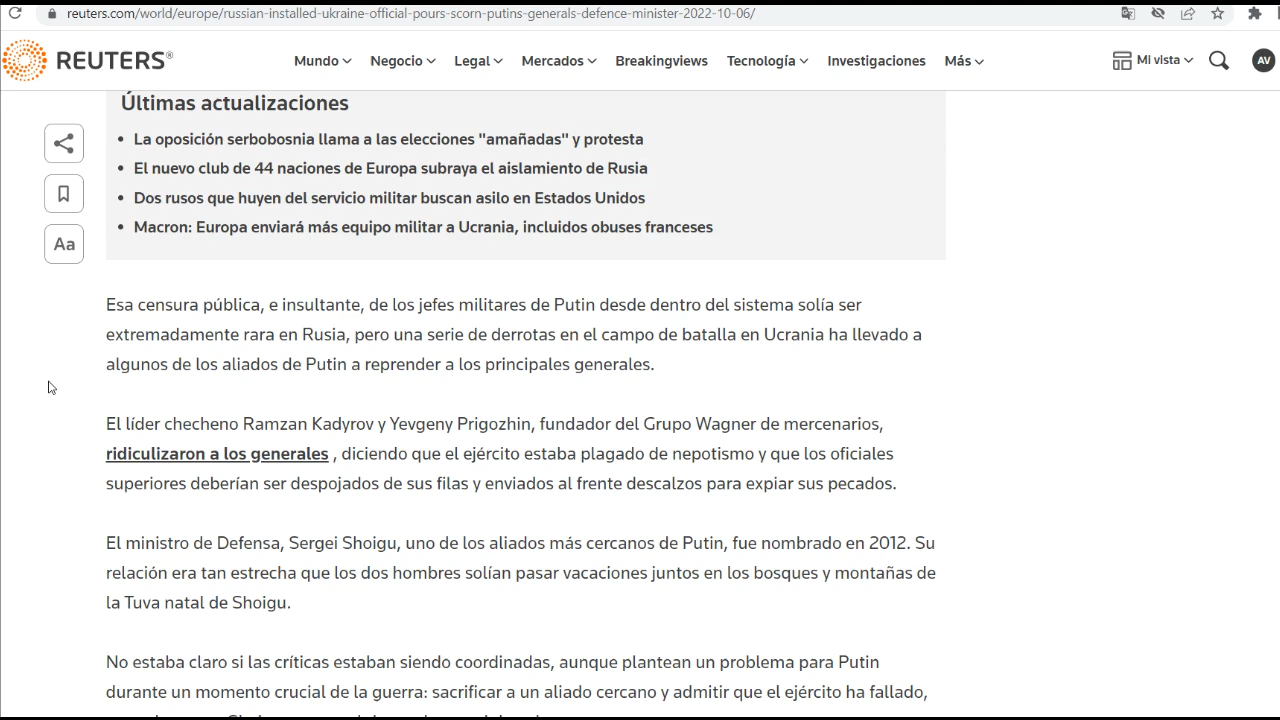 reuters.com/world/europe/russian-installed-ukraine-official-pours-scorn-putins-generals-defence-minister-2022-10-06/
REUTERS®
Mundo Negocio Legal Mercados Breakingviews Tecnología Investigaciones Más Mi vista AV
Últimas actualizaciones
• La oposición serbobosnia llama a las elecciones "amañadas" y protesta
• El nuevo club de 44 naciones de Europa subraya el aislamiento de Rusia
• Dos rusos que huyen del servicio militar buscan asilo en Estados Unidos
• Macron: Europa enviará más equipo militar a Ucrania, incluidos obuses franceses
Aa
Esa censura pública, e insultante, de los jefes militares de Putin desde dentro del sistema solía ser
extremadamente rara en Rusia, pero una serie de derrotas en el campo de batalla en Ucrania ha llevado a
algunos de los aliados de Putin a reprender a los principales generales.
El líder checheno Ramzan Kadyrov y Yevgeny Prigozhin, fundador del Grupo Wagner de mercenarios,
ridiculizaron a los generales , diciendo que el ejército estaba plagado de nepotismo y que los oficiales
superiores deberían ser despojados de sus filas y enviados al frente descalzos para expiar sus pecados.
El ministro de Defensa, Sergei Shoigu, uno de los aliados más cercanos de Putin, fue nombrado en 2012. Su
relación era tan estrecha que los dos hombres solían pasar vacaciones juntos en los bosques y montañas de
la Tuva natal de Shoigu.
No estaba claro si las críticas estaban siendo coordinadas, aunque plantean un problema para Putin
durante un momento crucial de la guerra: sacrificar a un aliado cercano y admitir que el ejército ha fallado,